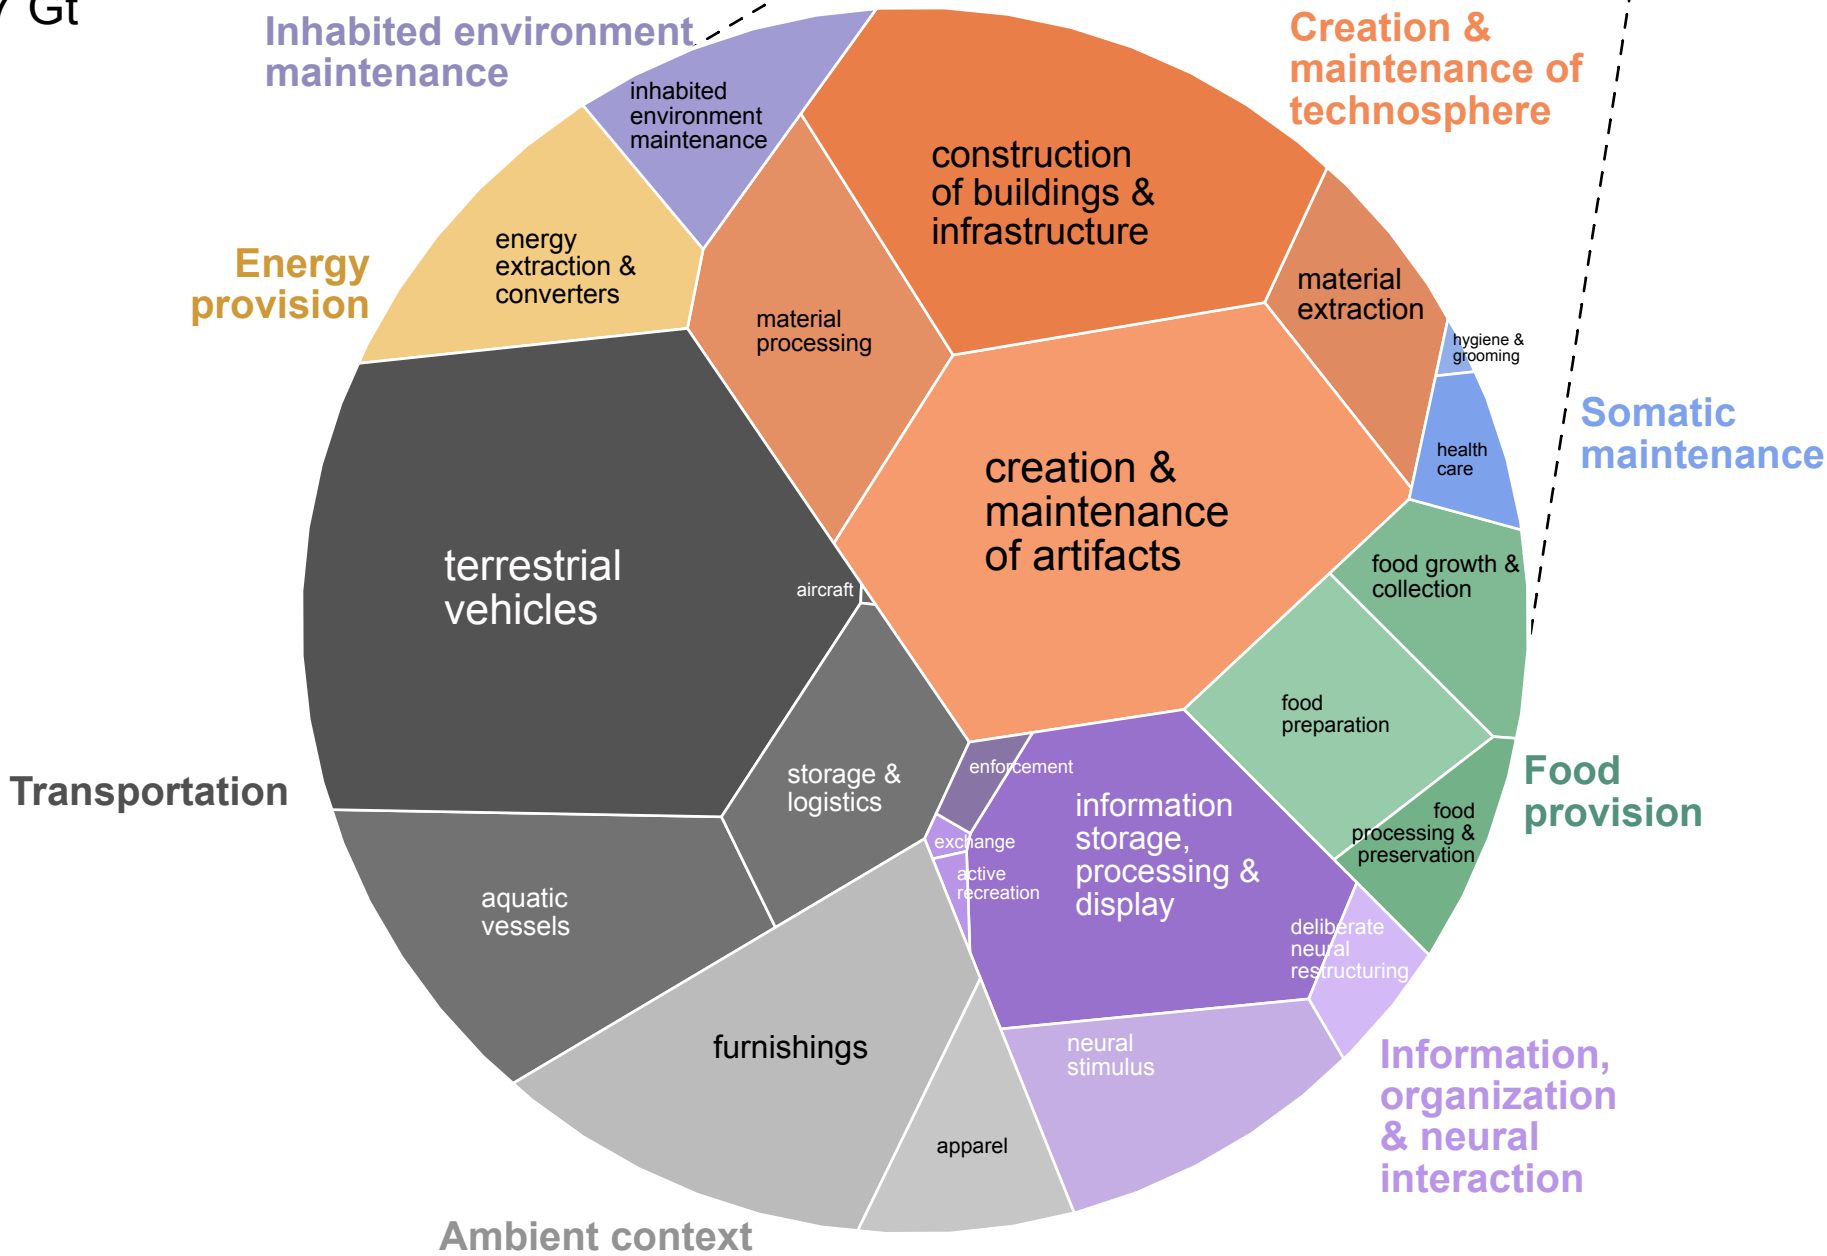 Gt
Inhabited environment
maintenance
Creation &
maintenance of
technosphere
inhabited
environment
maintenance
construction
of buildings &
infrastructure
energy
extraction &
converters
Energy
provision
material
extraction
material
processing
hygiene &
grooming
Somatic
maintenance
health
care
creation &
maintenance
of artifacts
terrestrial
vehicles
aircraft
food growth &
collection
food
preparation
enforcement
storage &
logistics
Transportation
information
storage,
processing &
display
Food
provision
food
processing &
preservation
exchange
active
recreation
aquatic
vessels
deliberate
neural
restructuring
furnishings
neural
stimulus
Information,
organization
& neural
interaction
apparel
Ambient context